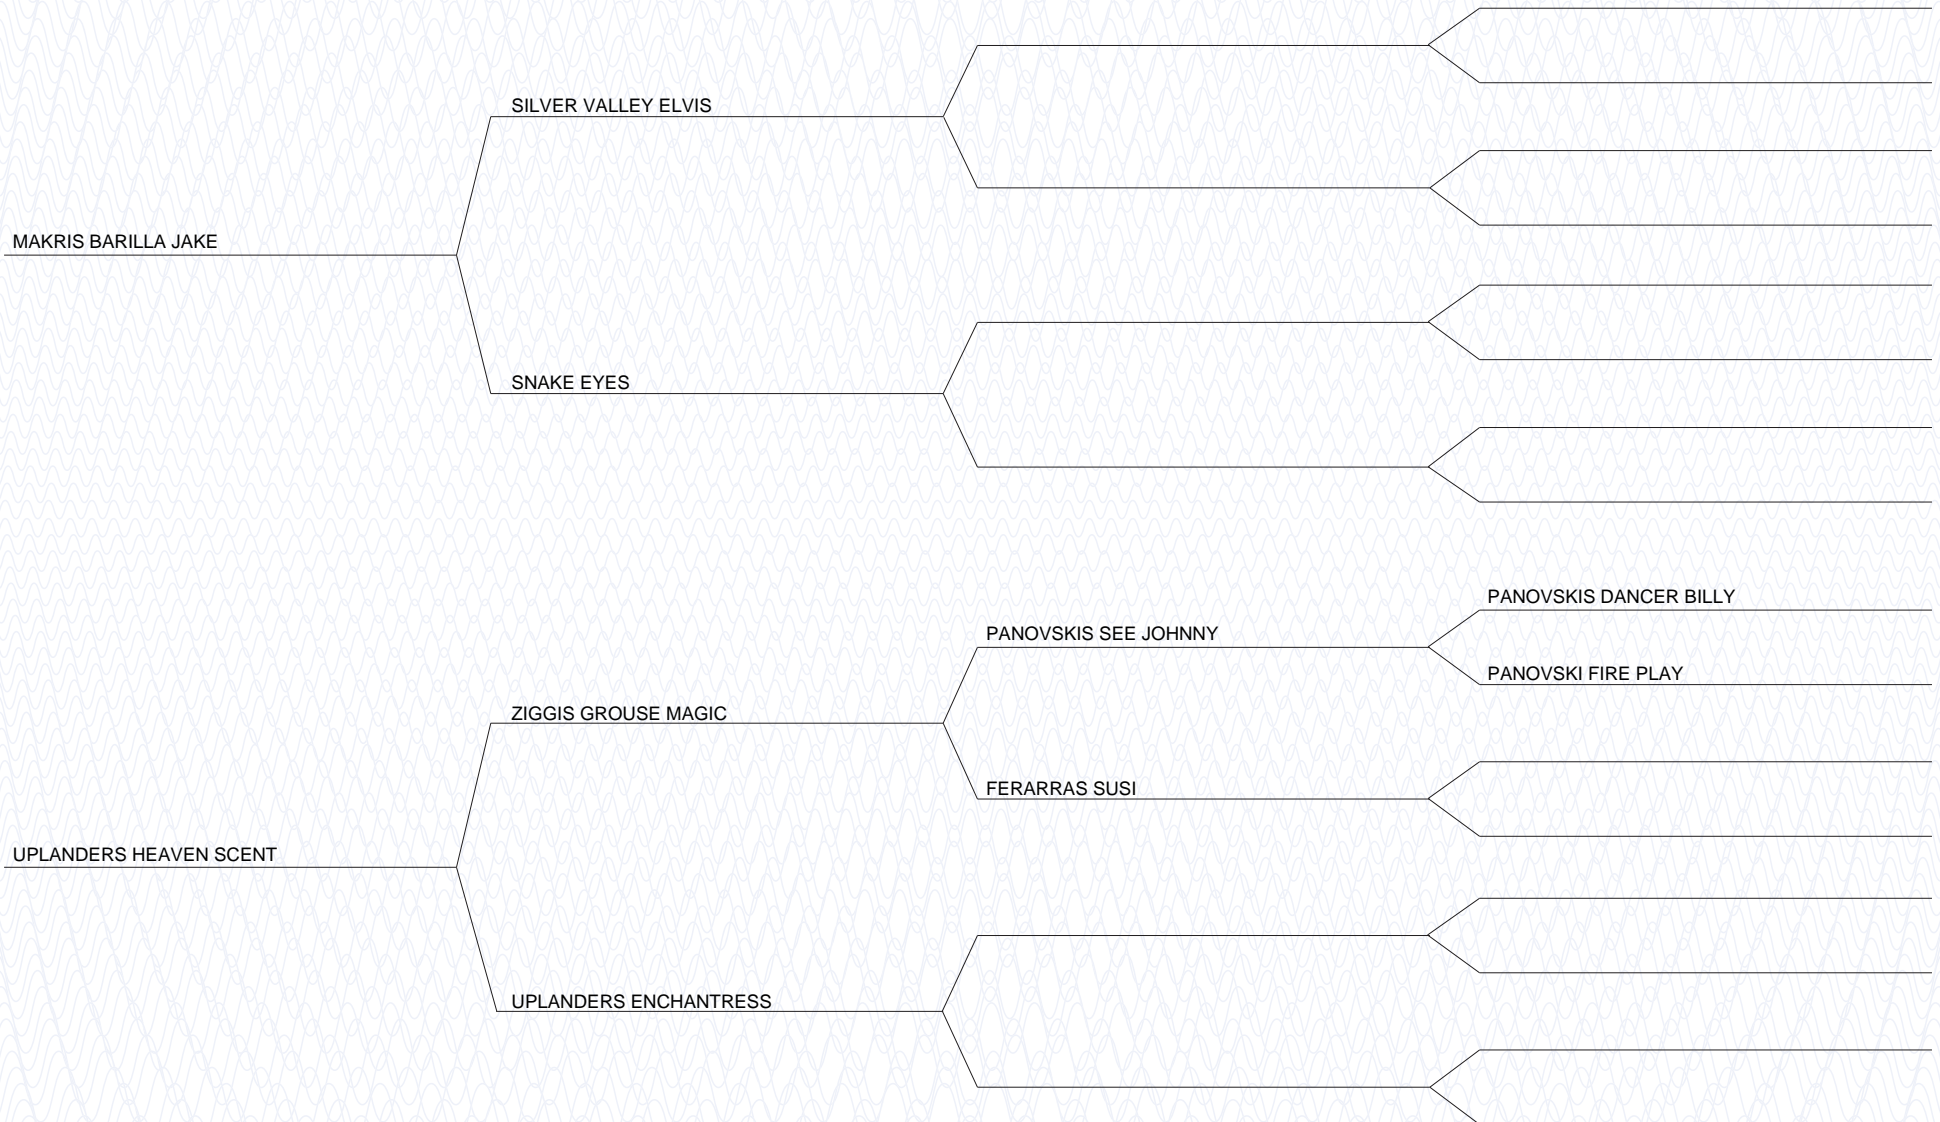 SILVER VALLEY ELVIS
MAKRIS BARILLA JAKE
SNAKE EYES
PANOVSKIS DANCER BILLY
PANOVSKIS SEE JOHNNY
PANOVSKI FIRE PLAY
ZIGGIS GROUSE MAGIC
FERARRAS SUSI
UPLANDERS HEAVEN SCENT
UPLANDERS ENCHANTRESS